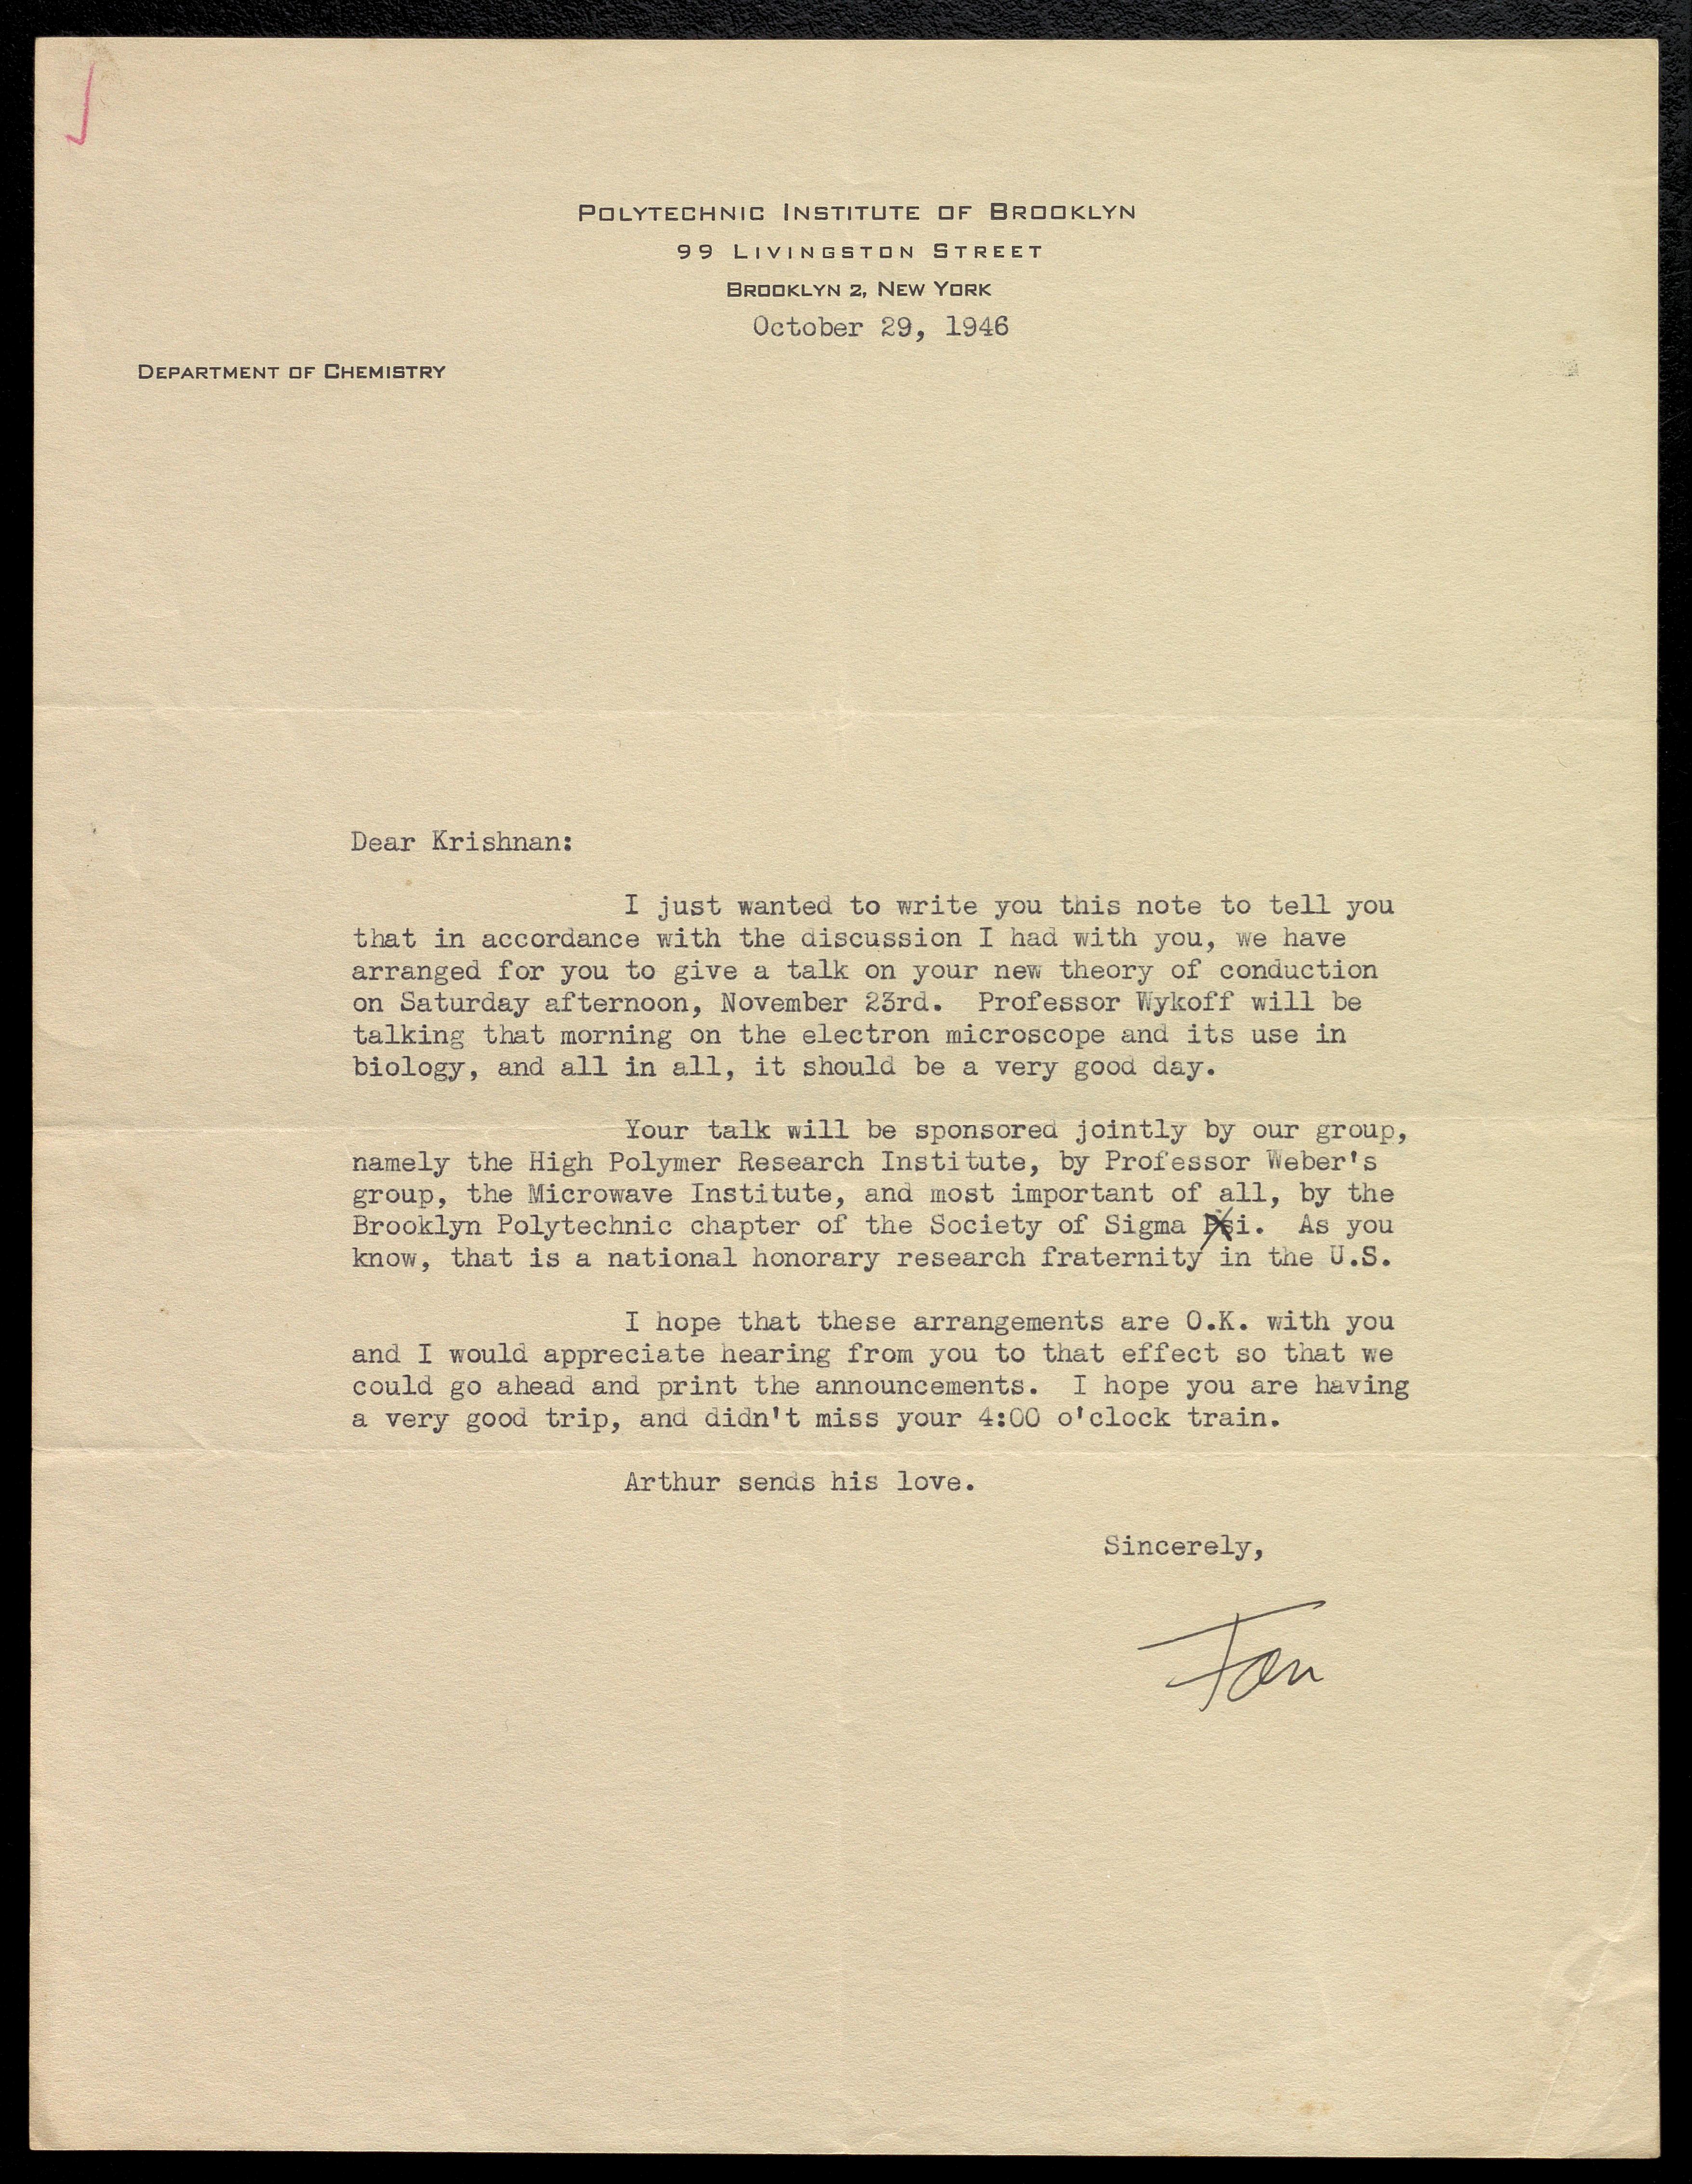 POLYTECHNIC INSTITUTE OF BROOKLYN
99 LIVINGSTON STREET
BROOKLYN 2, NEW YORK
October 29, 1946
DEPARTMENT OF CHEMISTRY
Dear Krishnan:
I just wanted to write you this note to tell you
that in accordance with the discussion I had with you, we have
arranged for you to give a talk on your new theory of conduction
on Saturday afternoon, November 23rd. Professor Wykoff will be
talking that morning on the electron microscope and its use in
biology, and all in all, it should be a very good day.
Your talk will be sponsored jointly by our group,
namely the High Polymer Research Institute, by Professor Weber's
group, the Microwave Institute, and most important of all, by the
Brooklyn Polytechnic chapter of the Society of Sigma Xi. As you
know, that is a national honorary research fraternity in the U.S.
I hope that these arrangements are O.K. with you
and I would appreciate hearing from you to that effect so that we
could go ahead and print the announcements. I hope you are having
a very good trip, and didn't miss your 4:00 o'clock train.
Arthur sends his love.
Sincerely,